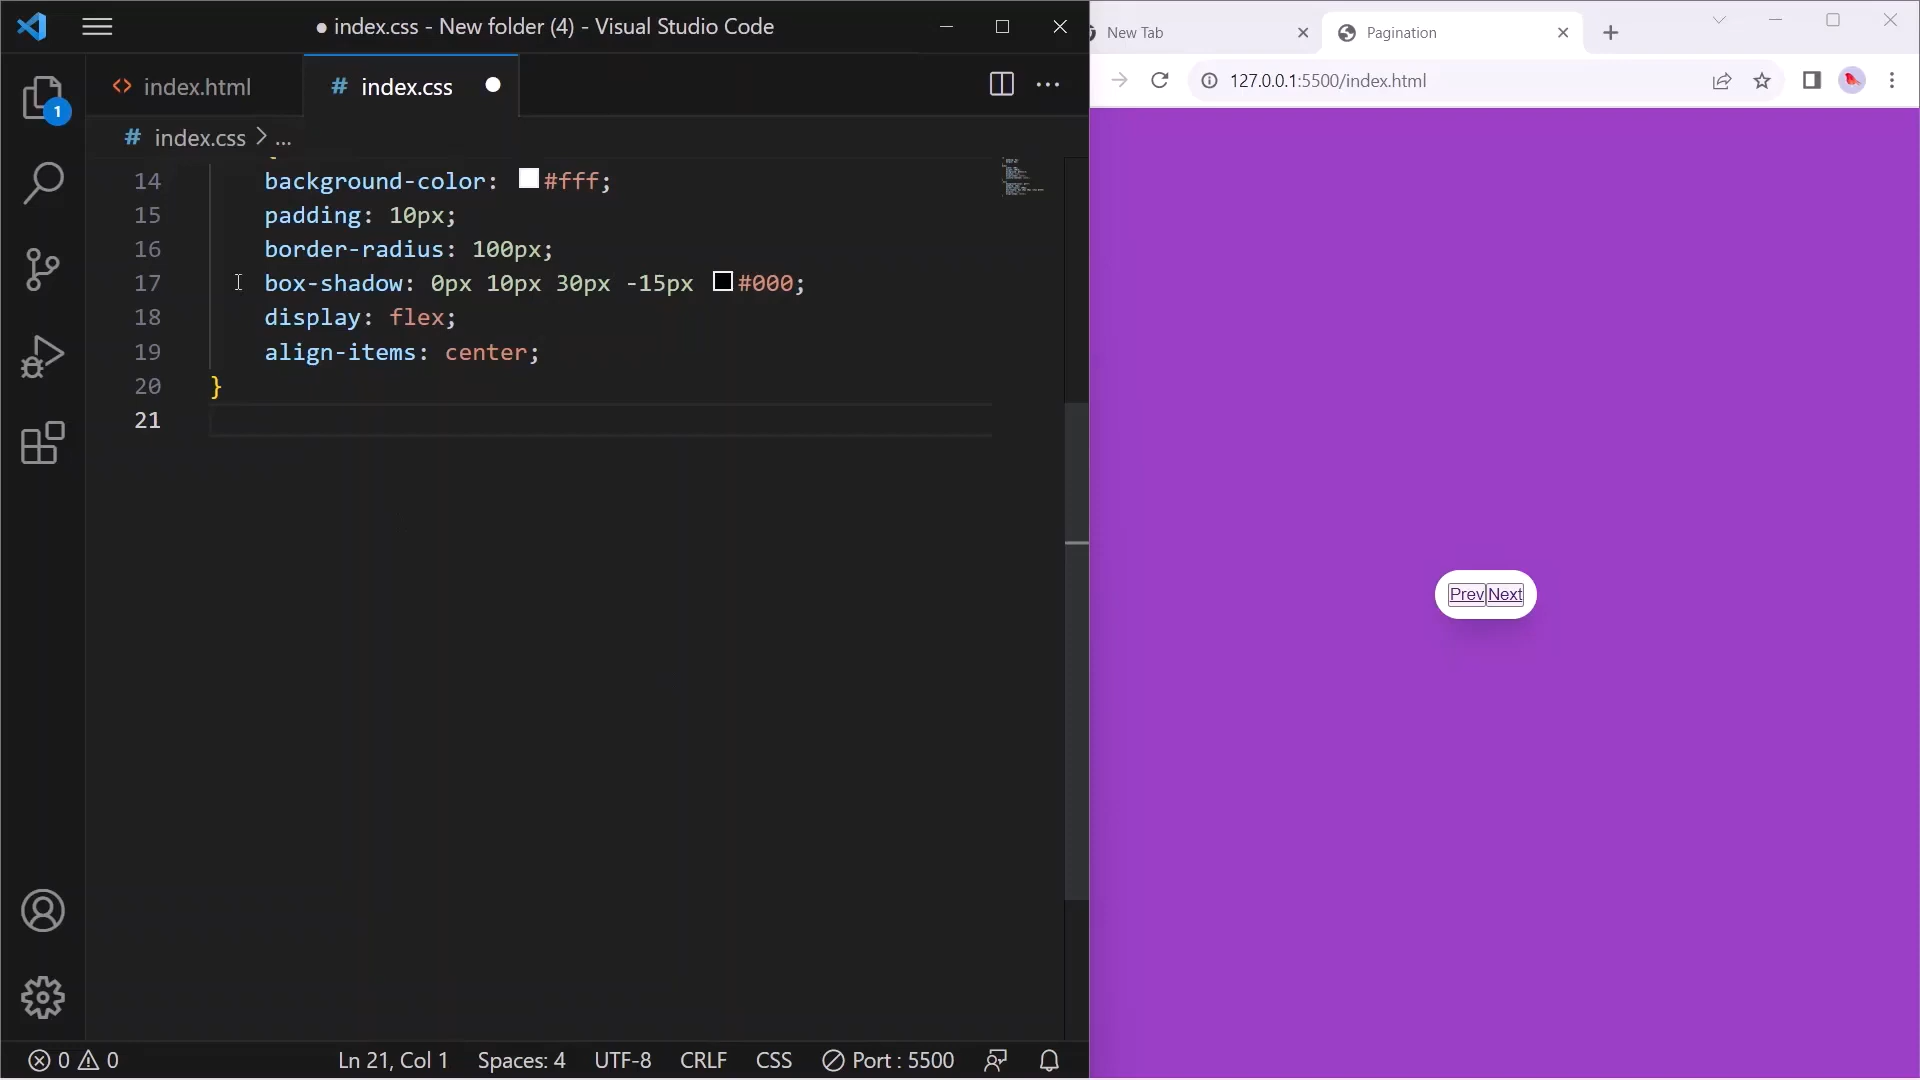 ● index.css - New folder (4) - Visual Studio Code
index.html
# index.css
# index.css > ...
14 background-color: #fff;
15 padding: 10px;
16 border-radius: 100px;
17 box-shadow: 0px 10px 30px -15px #000;
18 display: flex;
19 align-items: center;
20 }
21
1
0 0 Ln 21, Col 1 Spaces: 4 UTF-8 CRLF CSS Port : 5500
New Tab
Pagination
127.0.0.1:5500/index.html
Prev Next